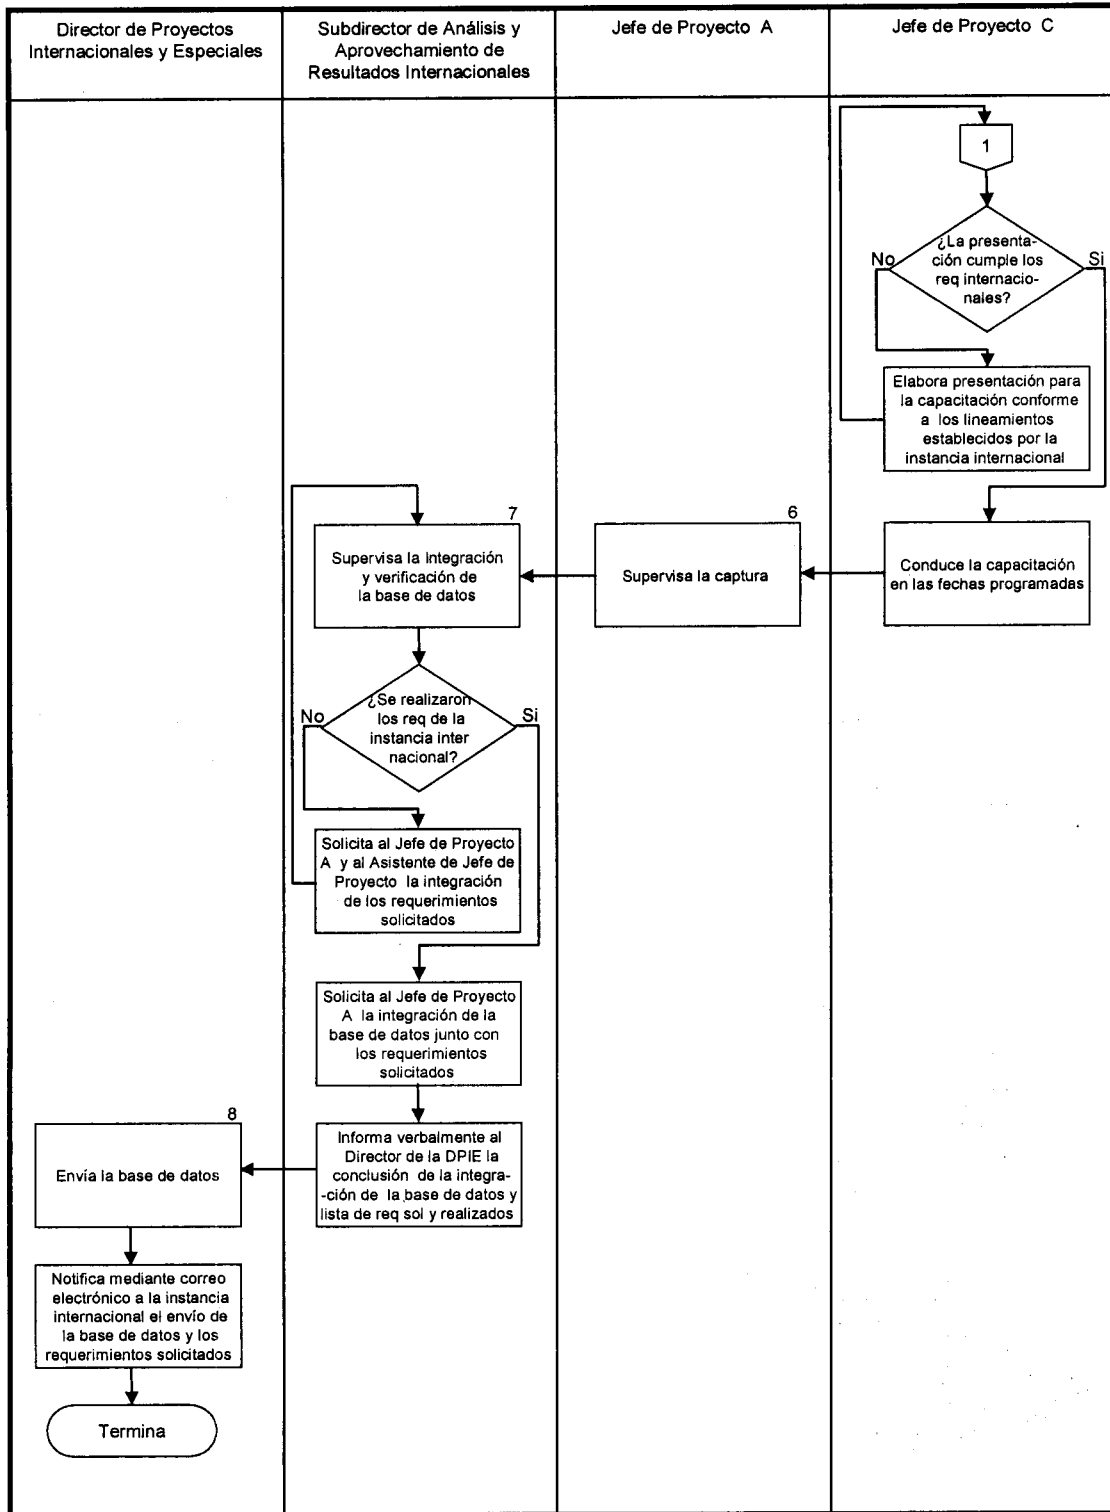 Director de Proyectos
Internacionales y Especiales
Subdirector de Análisis y
Aprovechamiento de
Resultados Internacionales
Jefe de Proyecto A
Jefe de Proyecto C
1
¿La presenta-
ción cumple los
req internacio-
nales?
No
Si
Elabora presentación para
la capacitación conforme
a los lineamientos
establecidos por la
instancia internacional
Conduce la capacitación
en las fechas programadas
6
Supervisa la captura
7
Supervisa la integración
y verificación de
la base de datos
¿Se realizaron
los req de la
instancia inter
nacional?
No
Si
Solicita al Jefe de Proyecto
A y al Asistente de Jefe de
Proyecto la integración
de los requerimientos
solicitados
Solicita al Jefe de Proyecto
A la integración de la
base de datos junto con
los requerimientos
solicitados
Informa verbalmente al
Director de la DPIE la
conclusión de la integra-
-ción de la base de datos y
lista de req sol y realizados
8
Envía la base de datos
Notifica mediante correo
electrónico a la instancia
internacional el envío de
la base de datos y los
requerimientos solicitados
Termina